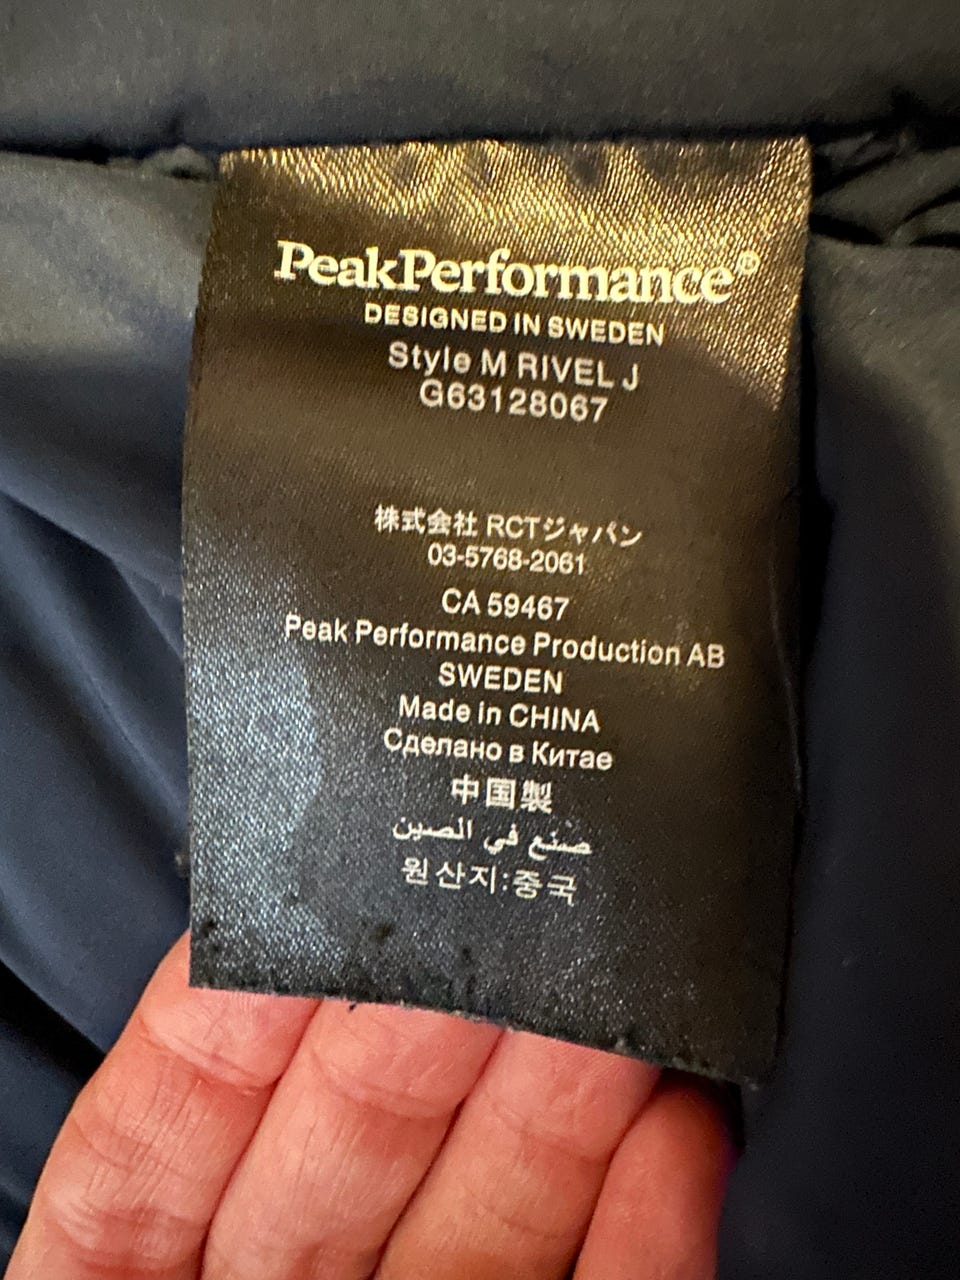 PeakPerformance®
DESIGNED IN SWEDEN
Style M RIVEL J
G63128067
株式会社 RCTジャパン
03-5768-2061
CA 59467
Peak Performance Production AB
SWEDEN
Made in CHINA
Сделано в Китае
中国製
صنع في الصين
원산지:중국